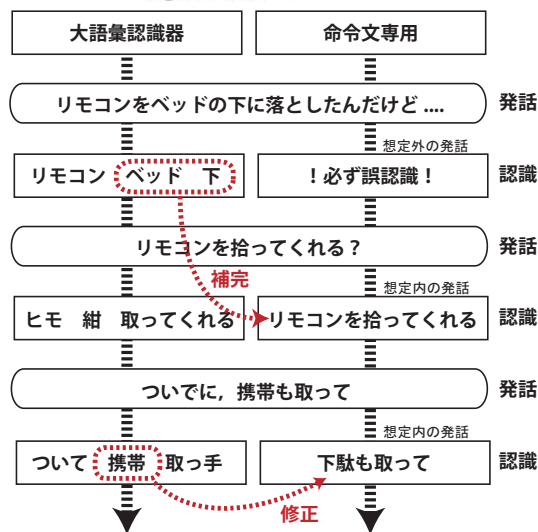 大語彙認識器
命令文専用
リモコンをベッドの下に落としたんだけど .... 発話
想定外の発話
リモコン ベッド 下 ！必ず誤認識！ 認識
リモコンを拾ってくれる？ 発話
補完
想定内の発話
ヒモ 紺 取ってくれる リモコンを拾ってくれる 認識
ついでに，携帯も取って 発話
想定内の発話
ついて 携帯 取っ手 下駄も取って 認識
修正